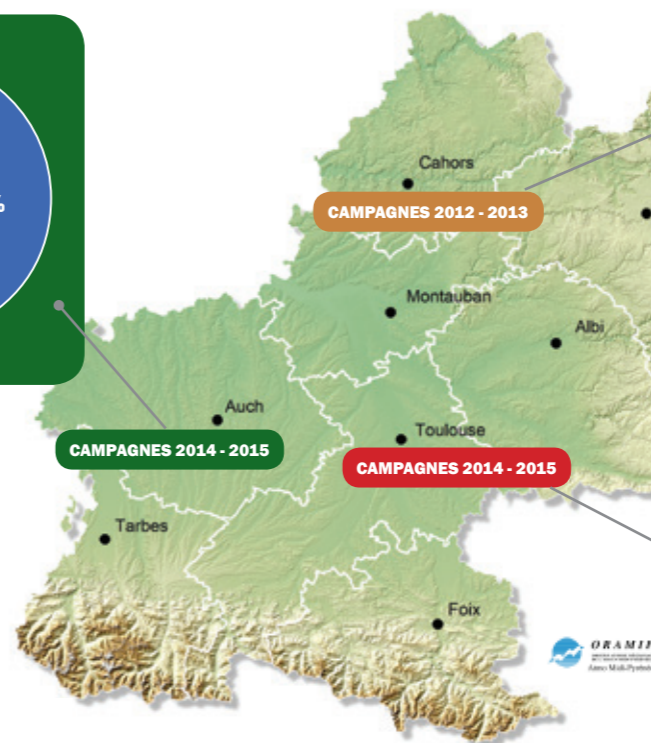 %
Cahors
CAMPAGNES 2012 - 2013
Montauban
Albi
Auch
Toulouse
CAMPAGNES 2014 - 2015
CAMPAGNES 2014 - 2015
Tarbes
Foix